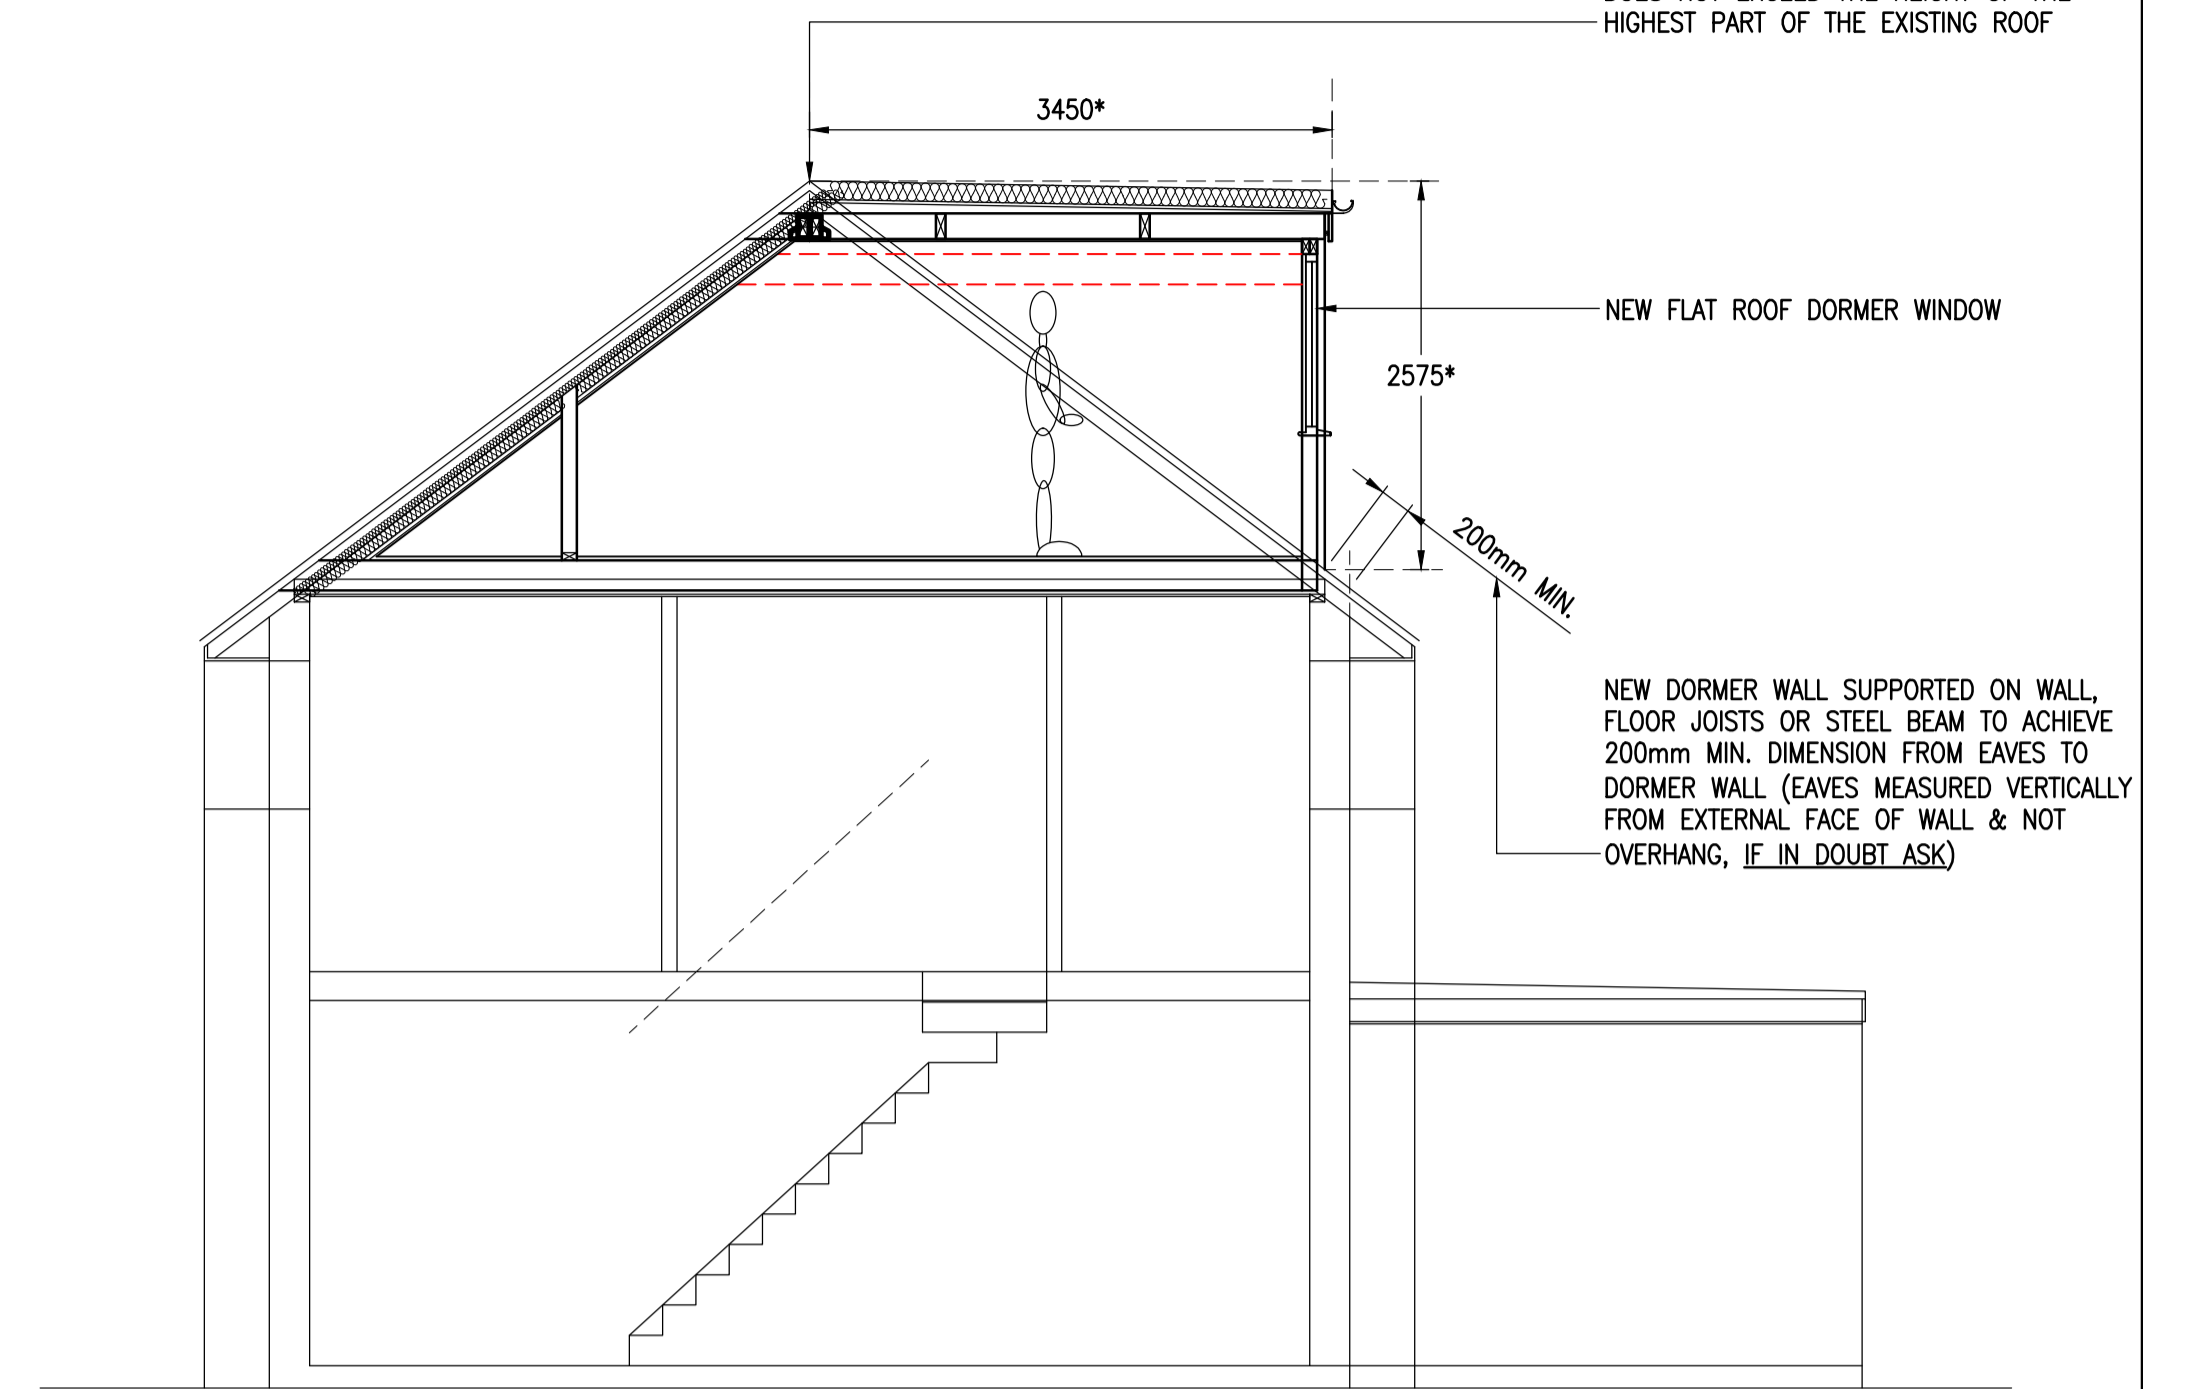 HIGHEST PART OF THE EXISTING ROOF
3450*
NEW FLAT ROOF DORMER WINDOW
2575*
200mm MIN.
NEW DORMER WALL SUPPORTED ON WALL,
FLOOR JOISTS OR STEEL BEAM TO ACHIEVE
200mm MIN. DIMENSION FROM EAVES TO
DORMER WALL (EAVES MEASURED VERTICALLY
FROM EXTERNAL FACE OF WALL & NOT
OVERHANG, IF IN DOUBT ASK)